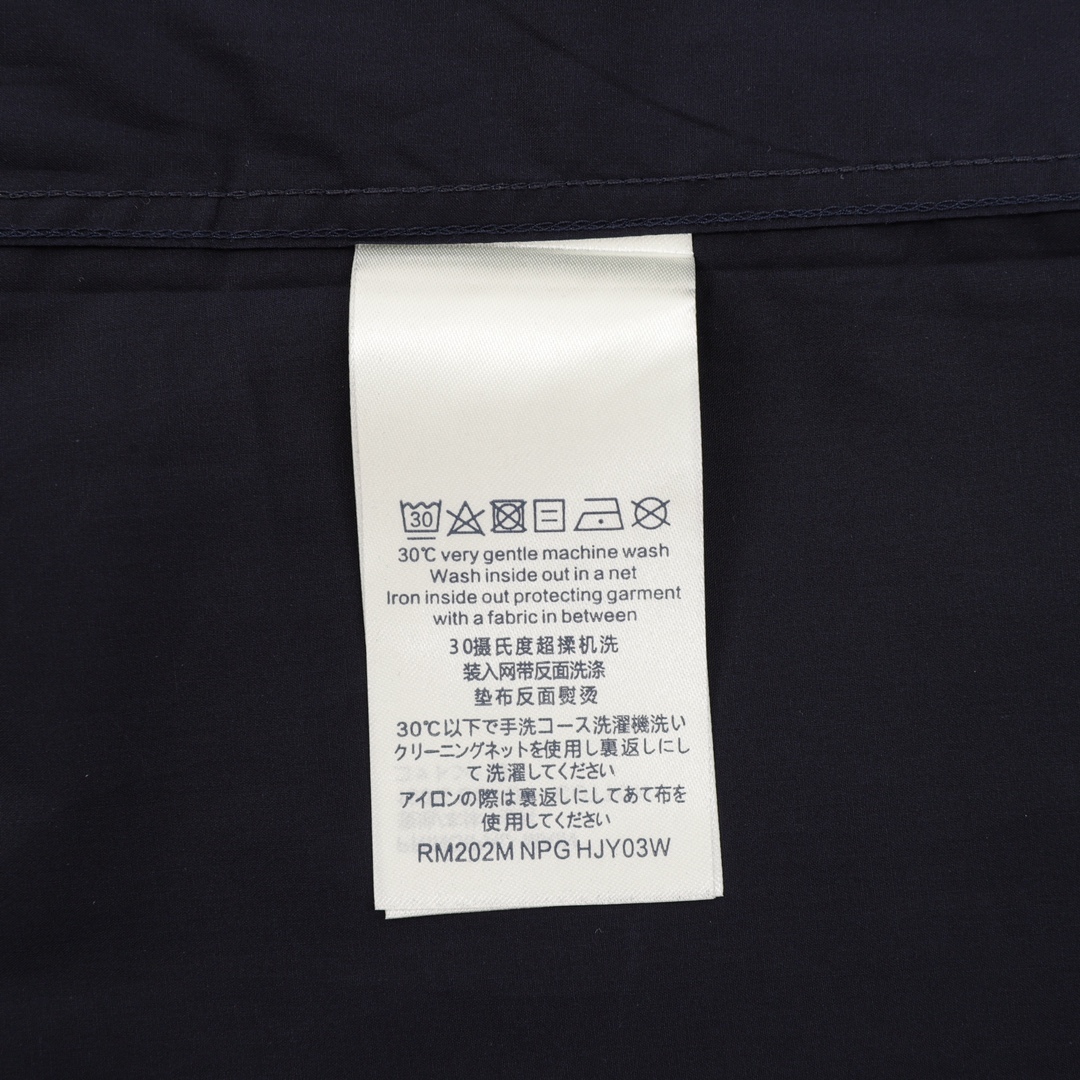 30
30℃ very gentle machine wash
Wash inside out in a net
Iron inside out protecting garment
with a fabric in between
30摄氏度超揉机洗
装入网带反面洗涤
垫布反面熨烫
30℃以下で手洗コース洗濯機洗い
クリーニングネットを使用し裏返しにし
て洗濯してください
アイロンの際は裏返しにしてあて布を
使用してください
RM202M NPG HJY03W